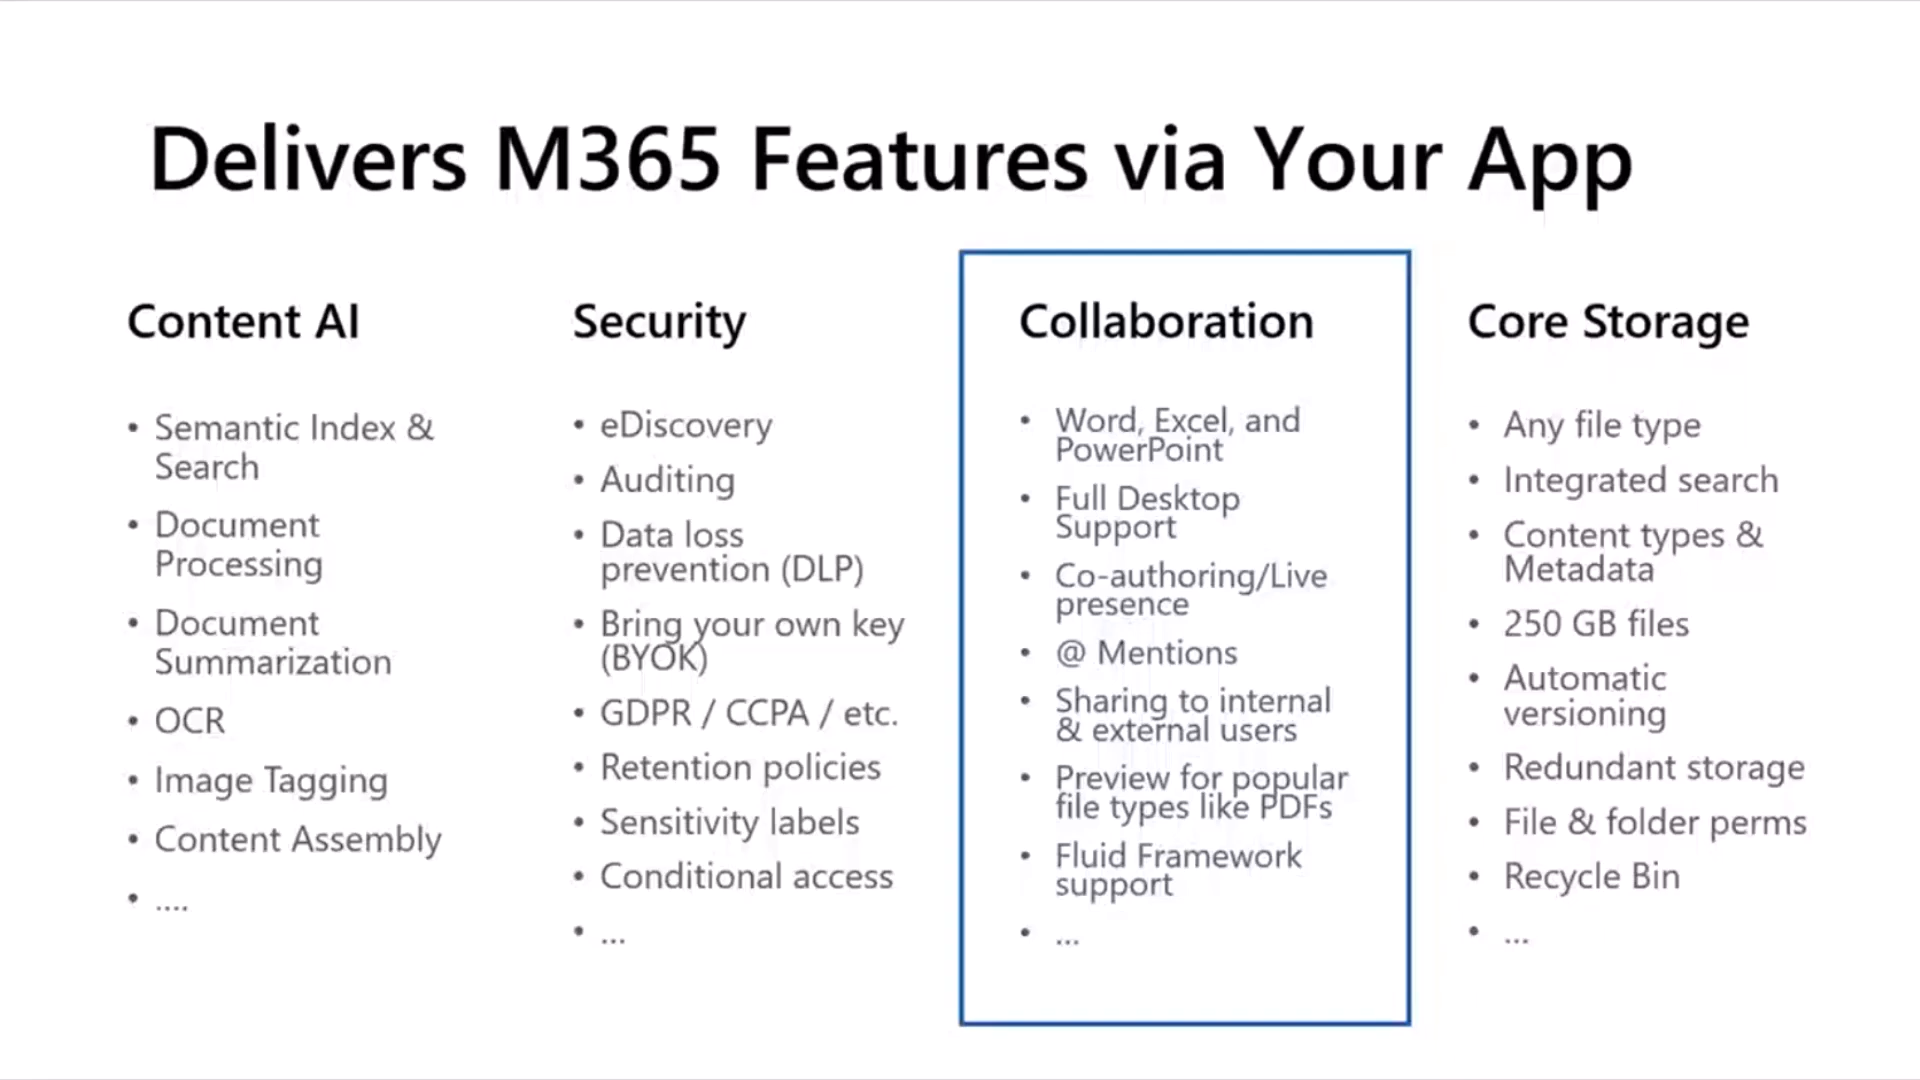 Delivers M365 Features via Your App
Content AI
• Semantic Index &
Search
• Document
Processing
• Document
Summarization
• OCR
• Image Tagging
• Content Assembly
• ....
Security
• eDiscovery
• Auditing
• Data loss
prevention (DLP)
• Bring your own key
(BYOK)
• GDPR / CCPA / etc.
• Retention policies
• Sensitivity labels
• Conditional access
• ...
Collaboration
• Word, Excel, and
PowerPoint
• Full Desktop
Support
• Co-authoring/Live
presence
• @ Mentions
• Sharing to internal
& external users
• Preview for popular
file types like PDFs
• Fluid Framework
support
• ...
Core Storage
• Any file type
• Integrated search
• Content types &
Metadata
• 250 GB files
• Automatic
versioning
• Redundant storage
• File & folder perms
• Recycle Bin
• ...